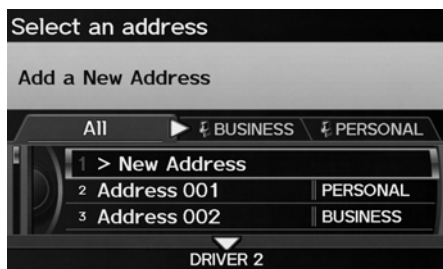 Select an address
Add a New Address
All BUSINESS PERSONAL
1 > New Address
2 Address 001 PERSONAL
3 Address 002 BUSINESS
DRIVER 2